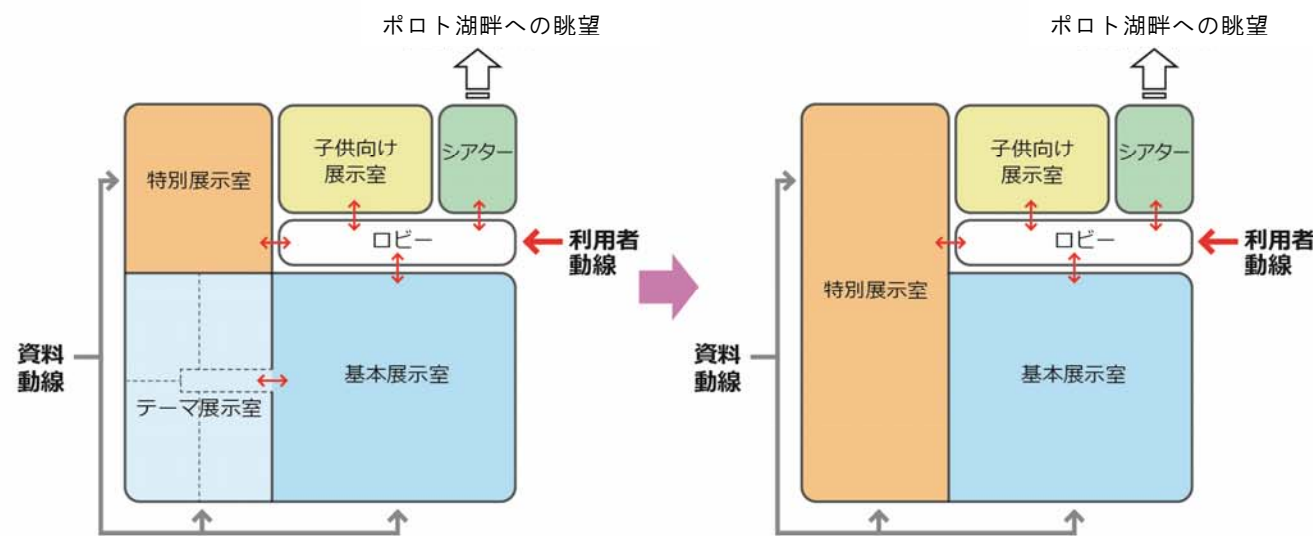 ポロト湖畔への眺望
特別展示室
子供向け
展示室
シアター
ロビー
利用者
動線
資料
動線
テーマ展示室
基本展示室
ポロト湖畔への眺望
子供向け
展示室
シアター
ロビー
利用者
動線
特別展示室
資料
動線
基本展示室